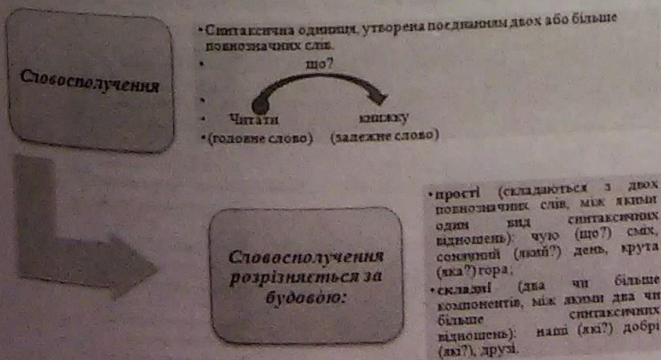 •Синтаксична одиниця, утворена поєднанням двох або більше
повнозначних слів.
Словосполучення
•
що?
•
• Читати книжку
•(головне слово) (залежне слово)
Словосполучення
розрізняється за
будовою:
•прості (складаються з двох
повнозначних слів, між якими
один вид синтаксичних
відношень): чую (що?) сміх,
сонячний (який?) день, крута
(яка?) гора;
•складні (два чи більше
компонентів, між якими два чи
більше синтаксичних
відношень): наші (які?) добрі
(які?), друзі.